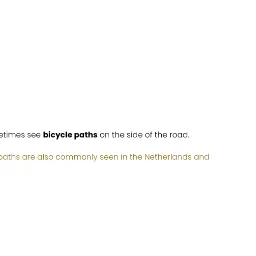 etimes see bicycle paths on the side of the road.
paths are also commonly seen in the Netherlands and